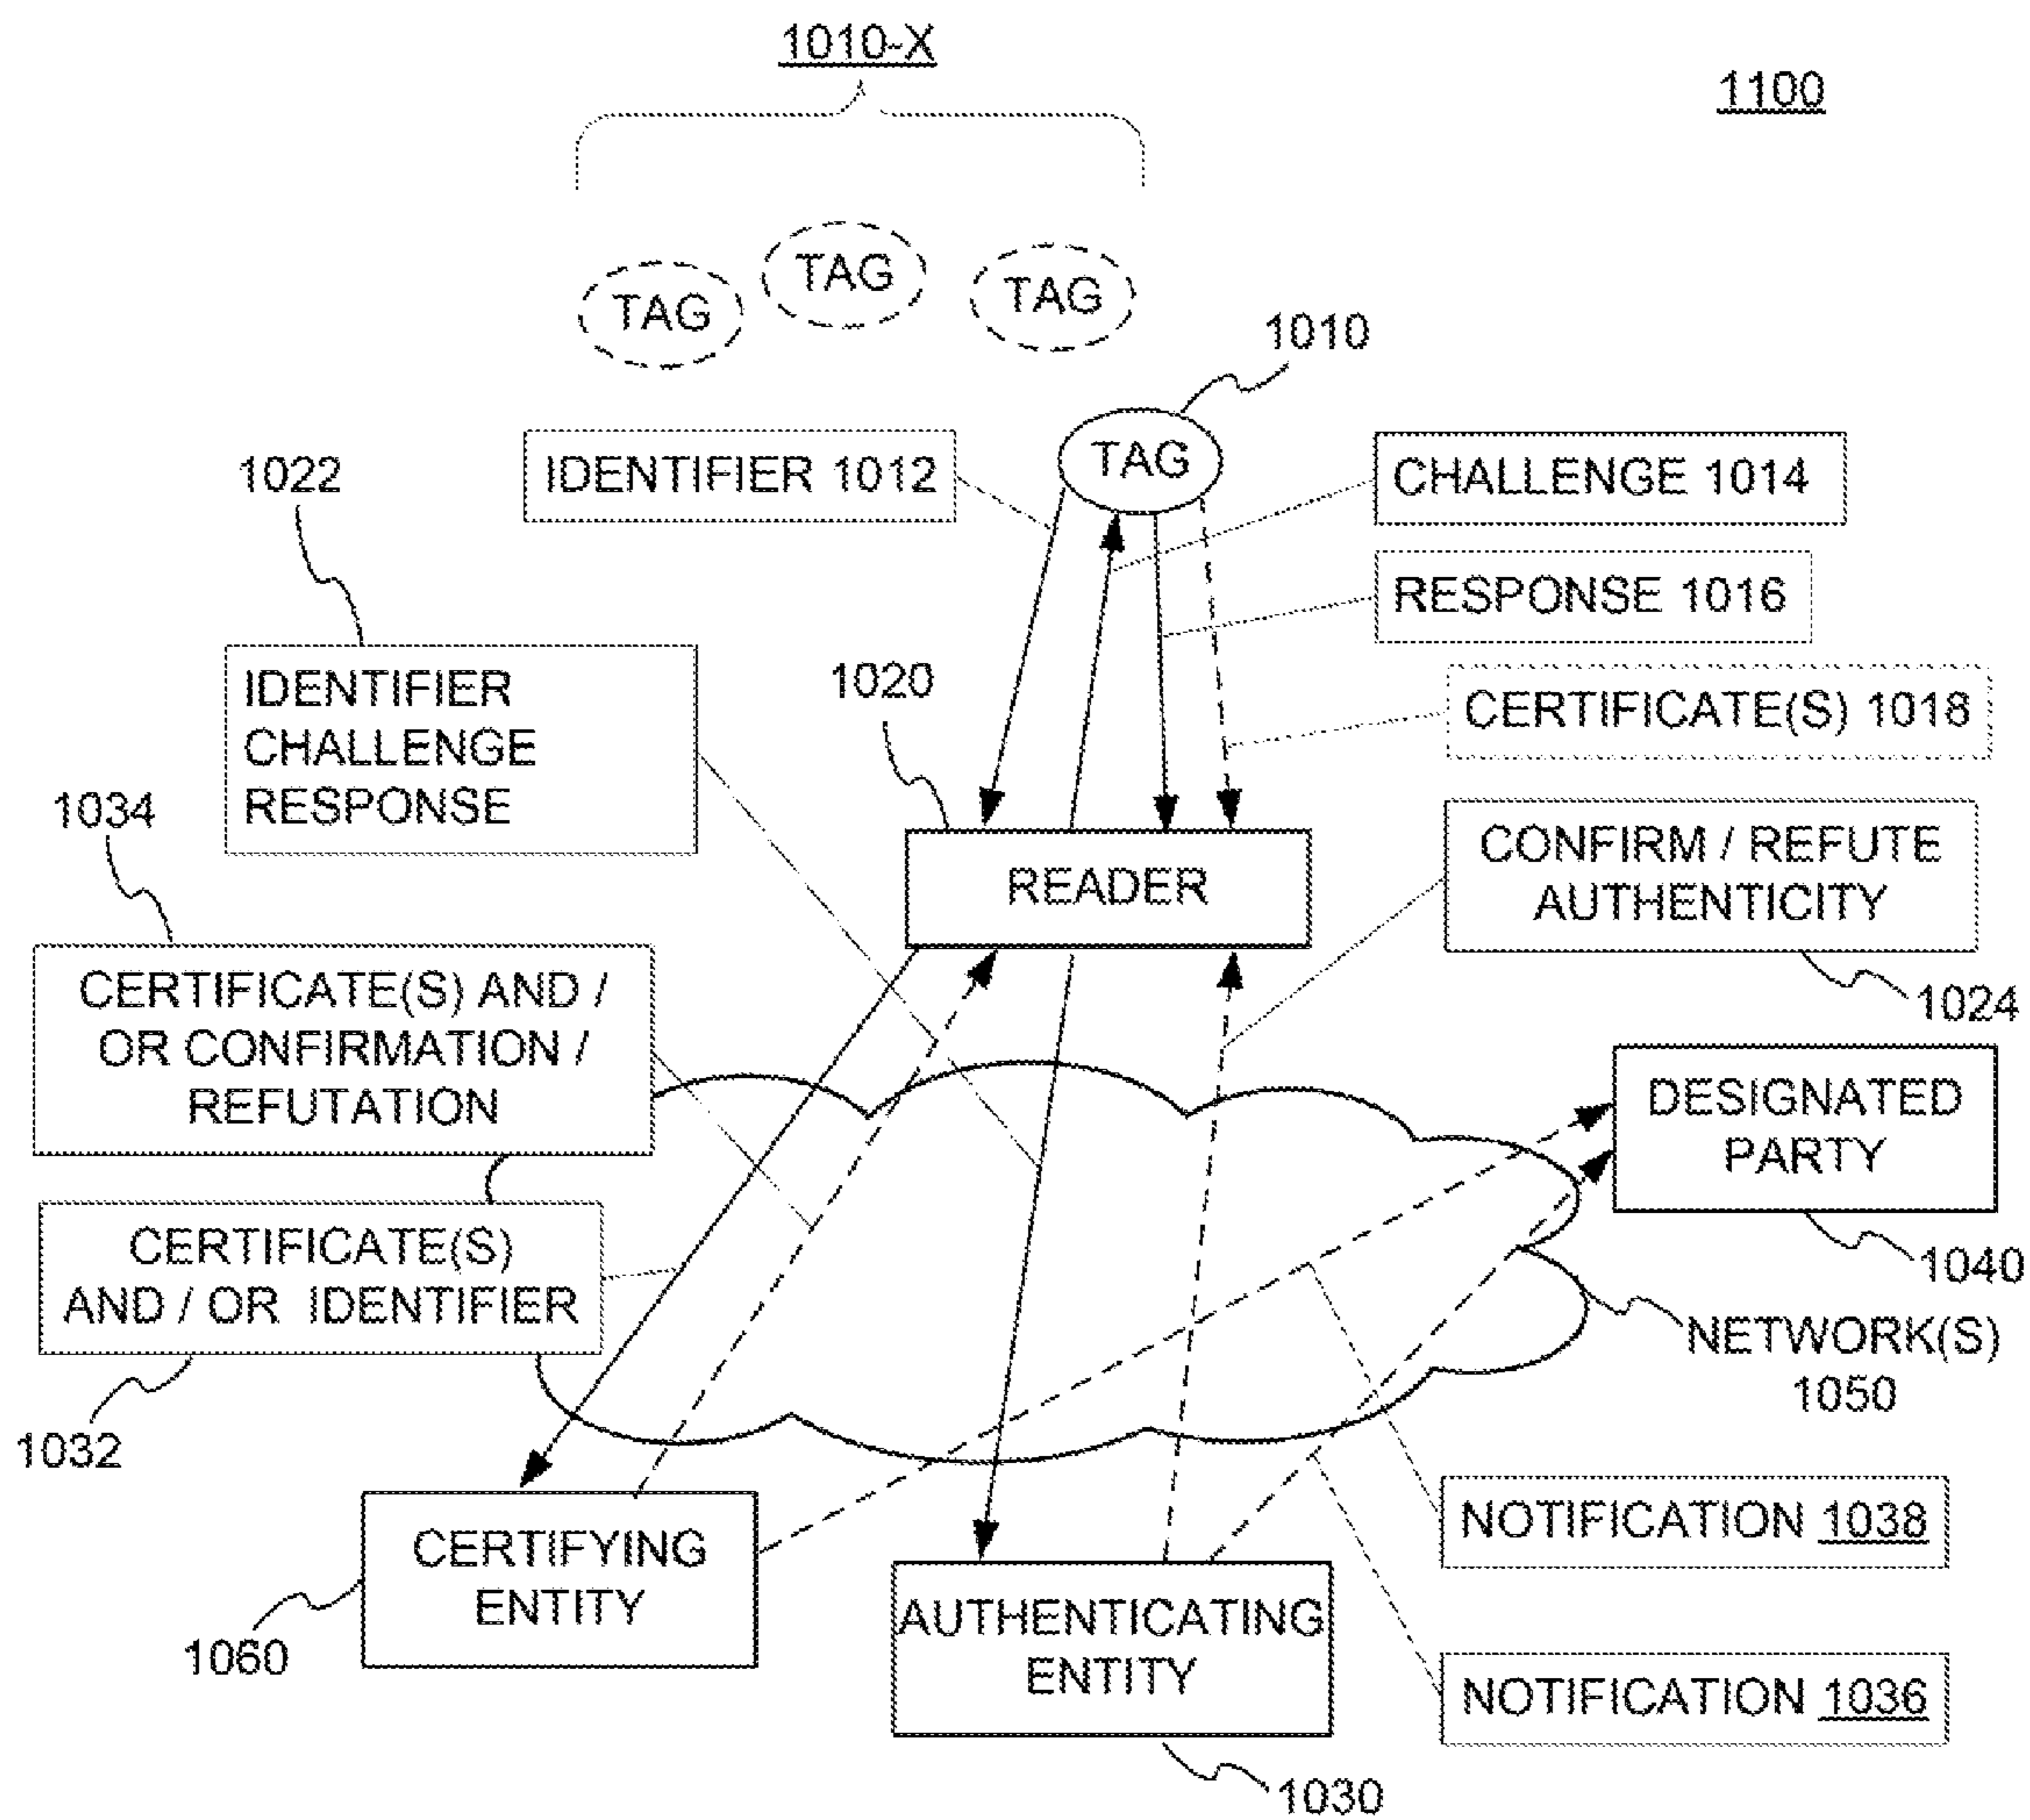 1010-X
1100
TAG
TAG
TAG
1010
TAG
IDENTIFIER 1012
CHALLENGE 1014
1022
RESPONSE 1016
IDENTIFIER
CHALLENGE
RESPONSE
1020
CERTIFICATE(S) 1018
1034
READER
CONFIRM / REFUTE
AUTHENTICITY
1024
CERTIFICATE(S) AND /
OR CONFIRMATION /
REFUTATION
DESIGNATED
PARTY
1040
CERTIFICATE(S)
AND / OR IDENTIFIER
1032
NETWORK(S)
1050
CERTIFYING
ENTITY
1060
NOTIFICATION 1038
AUTHENTICATING
ENTITY
1030
NOTIFICATION 1036